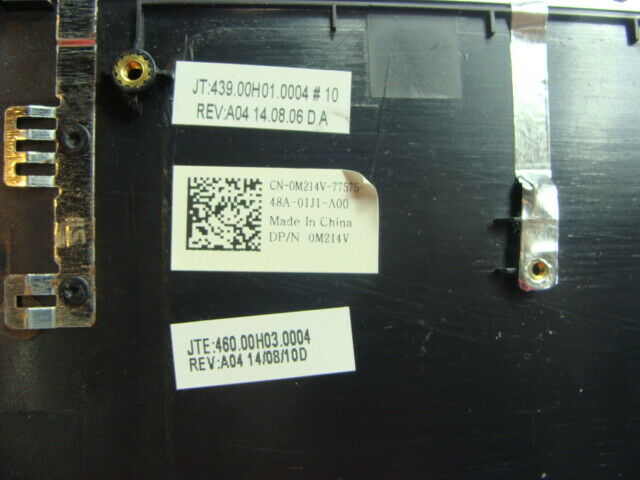 JT:439.00H01.0004 # 10
REV:A04 14.08.06 D A
CN-0M214V-77575-
48A-01J1-A00
Made In China
DP/N 0M214V
JTE:460.00H03.0004
REV:A04 14/08/10D